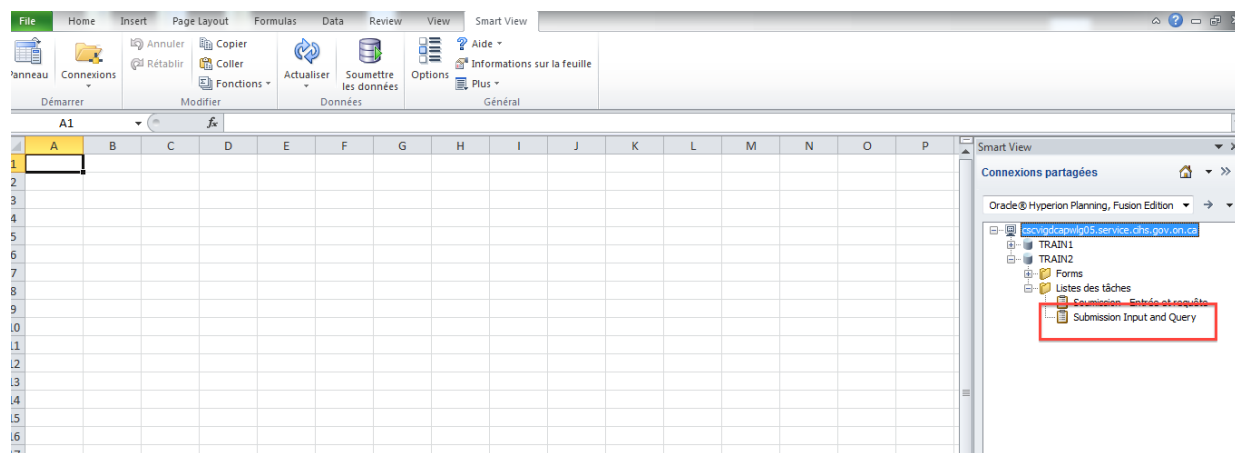 File Home Insert Page Layout Formulas Data Review View Smart View
Annuler Copier Aide
Rétablir Coller Informations sur la feuille
Panneau Connexions Fonctions Actualiser Soumettre les données Options Plus
Démarrer Modifier Données Général
A1 fx
A B C D E F G H I J K L M N O P
Smart View
Connexions partagées
Oracle® Hyperion Planning, Fusion Edition
cscvigdcapwlg05.service.cihs.gov.on.ca
TRAIN1
TRAIN2
Forms
Listes des tâches
Soumission - Entrée et requête
Submission Input and Query
1
2
3
4
5
6
7
8
9
10
11
12
13
14
15
16